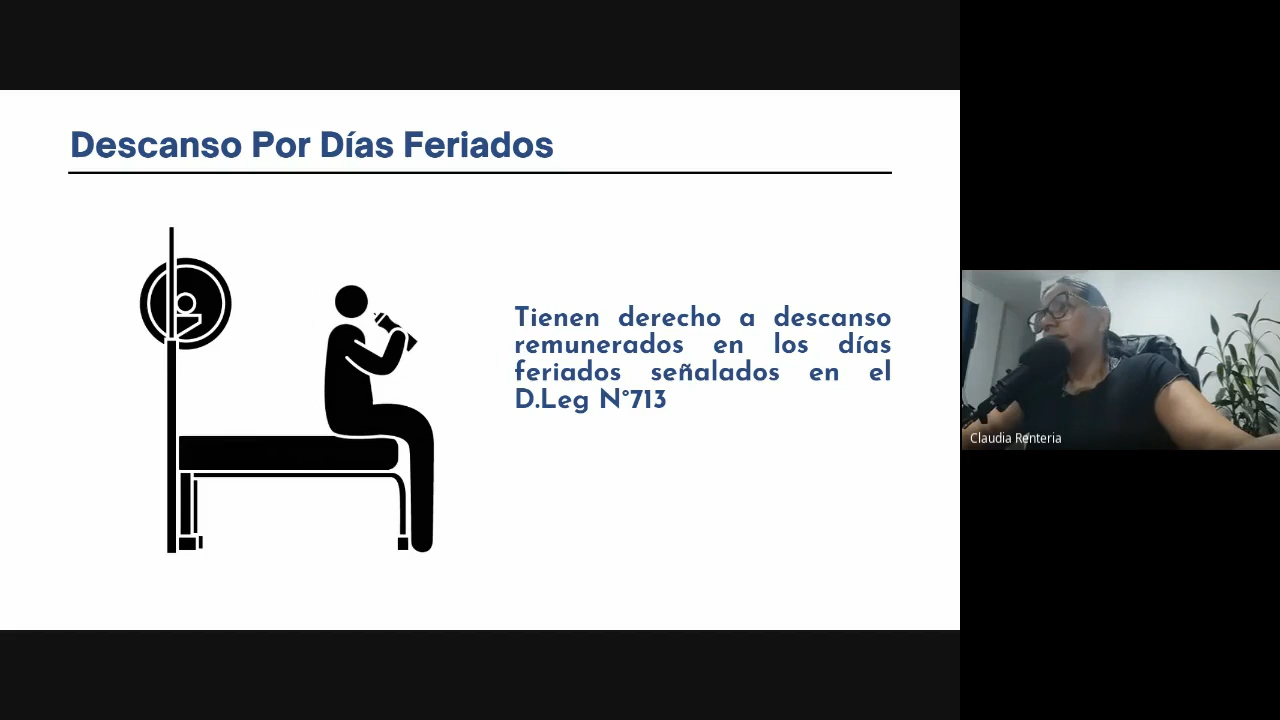 Descanso Por Días Feriados
Tienen derecho a descanso
remunerados en los días
feriados señalados en el
D.Leg N°713
Claudia Renteria